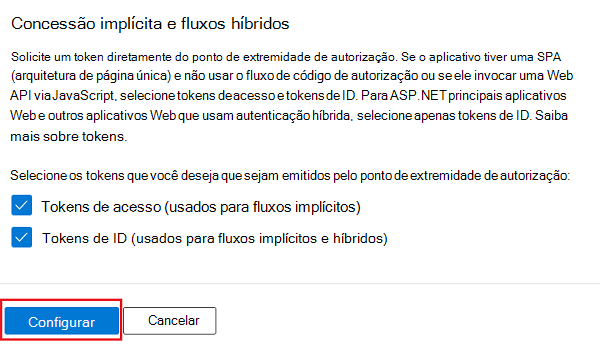 Concessão implícita e fluxos híbridos
Solicite um token diretamente do ponto de extremidade de autorização. Se o aplicativo tiver uma SPA
(arquitetura de página única) e não usar o fluxo de código de autorização ou se ele invocar uma Web
API via JavaScript, selecione tokens de acesso e tokens de ID. Para ASP.NET principais aplicativos
Web e outros aplicativos Web que usam autenticação híbrida, selecione apenas tokens de ID. Saiba
mais sobre tokens.
Selecione os tokens que você deseja que sejam emitidos pelo ponto de extremidade de autorização:
Tokens de acesso (usados para fluxos implícitos)
Tokens de ID (usados para fluxos implícitos e híbridos)
Configurar Cancelar